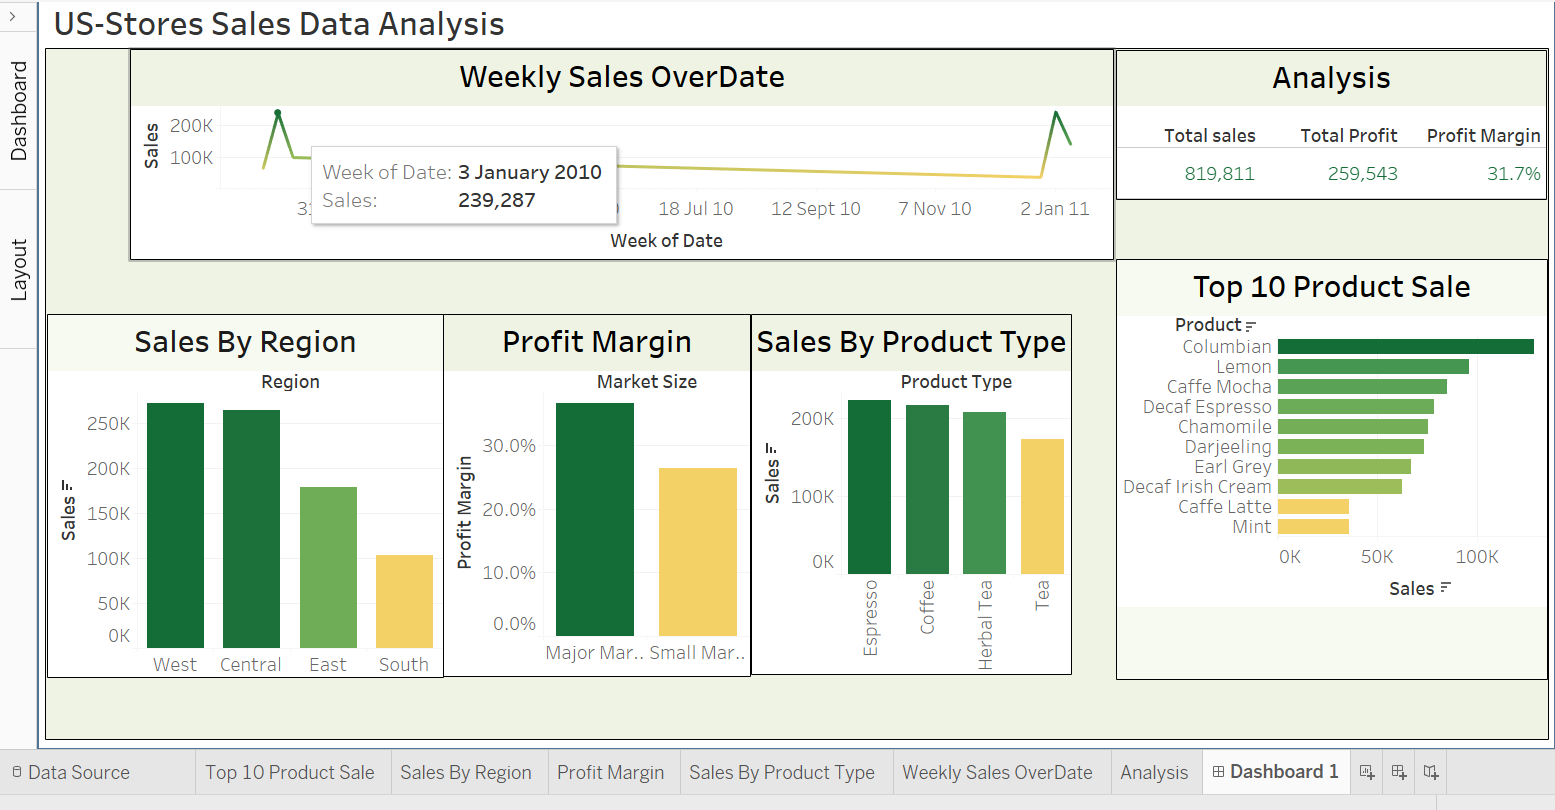 US-Stores Sales Data Analysis
Dashboard
Layout
Weekly Sales OverDate
Sales
200K
100K
Week of Date: 3 January 2010
Sales: 239,287
18 Jul 10 12 Sept 10 7 Nov 10 2 Jan 11
Week of Date
Analysis
Total sales Total Profit Profit Margin
819,811 259,543 31.7%
Sales By Region
Region
Sales
250K
200K
150K
100K
50K
0K
West Central East South
Profit Margin
Market Size
Profit Margin
30.0%
20.0%
10.0%
0.0%
Major Mar.. Small Mar..
Sales By Product Type
Product Type
Sales
200K
100K
0K
Espresso
Coffee
Herbal Tea
Tea
Top 10 Product Sale
Product
Columbian
Lemon
Caffe Mocha
Decaf Espresso
Chamomile
Darjeeling
Earl Grey
Decaf Irish Cream
Caffe Latte
Mint
0K 50K 100K
Sales
Data Source Top 10 Product Sale Sales By Region Profit Margin Sales By Product Type Weekly Sales OverDate Analysis Dashboard 1